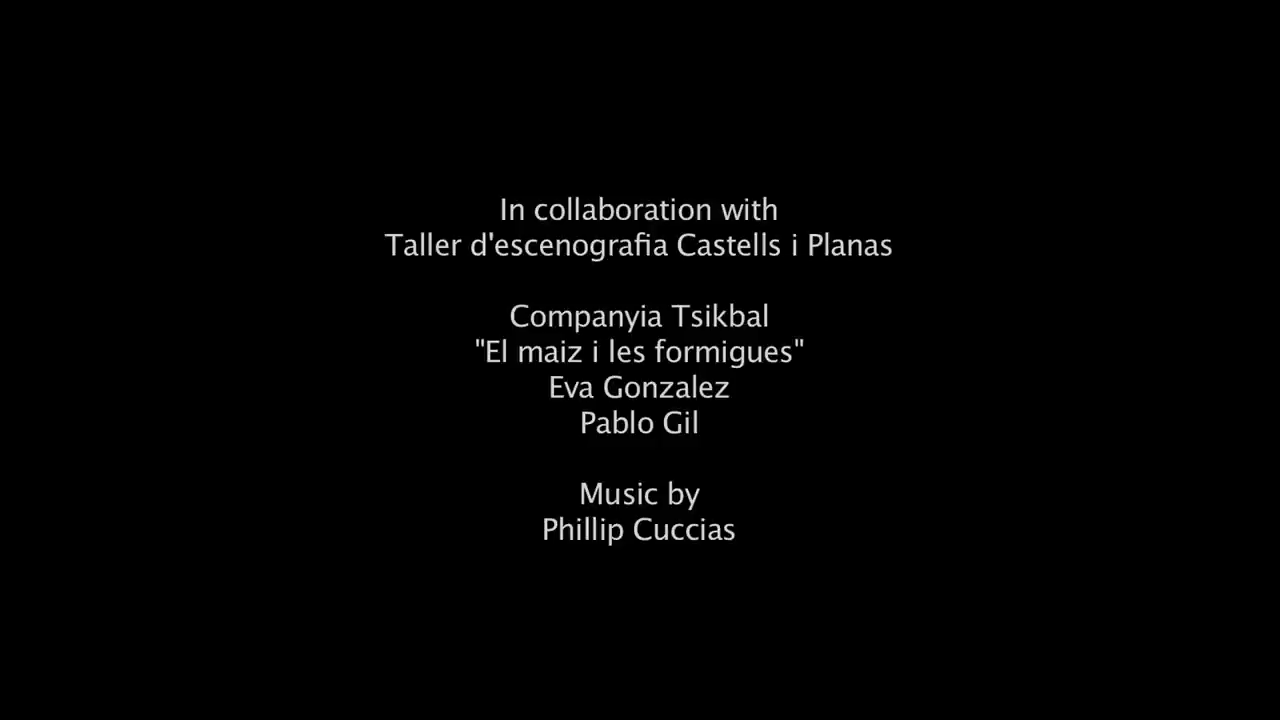 In collaboration with
Taller d'escenografia Castells i Planas
Companyia Tsikbal
"El maiz i les formigues"
Eva Gonzalez
Pablo Gil
Music by
Phillip Cuccias